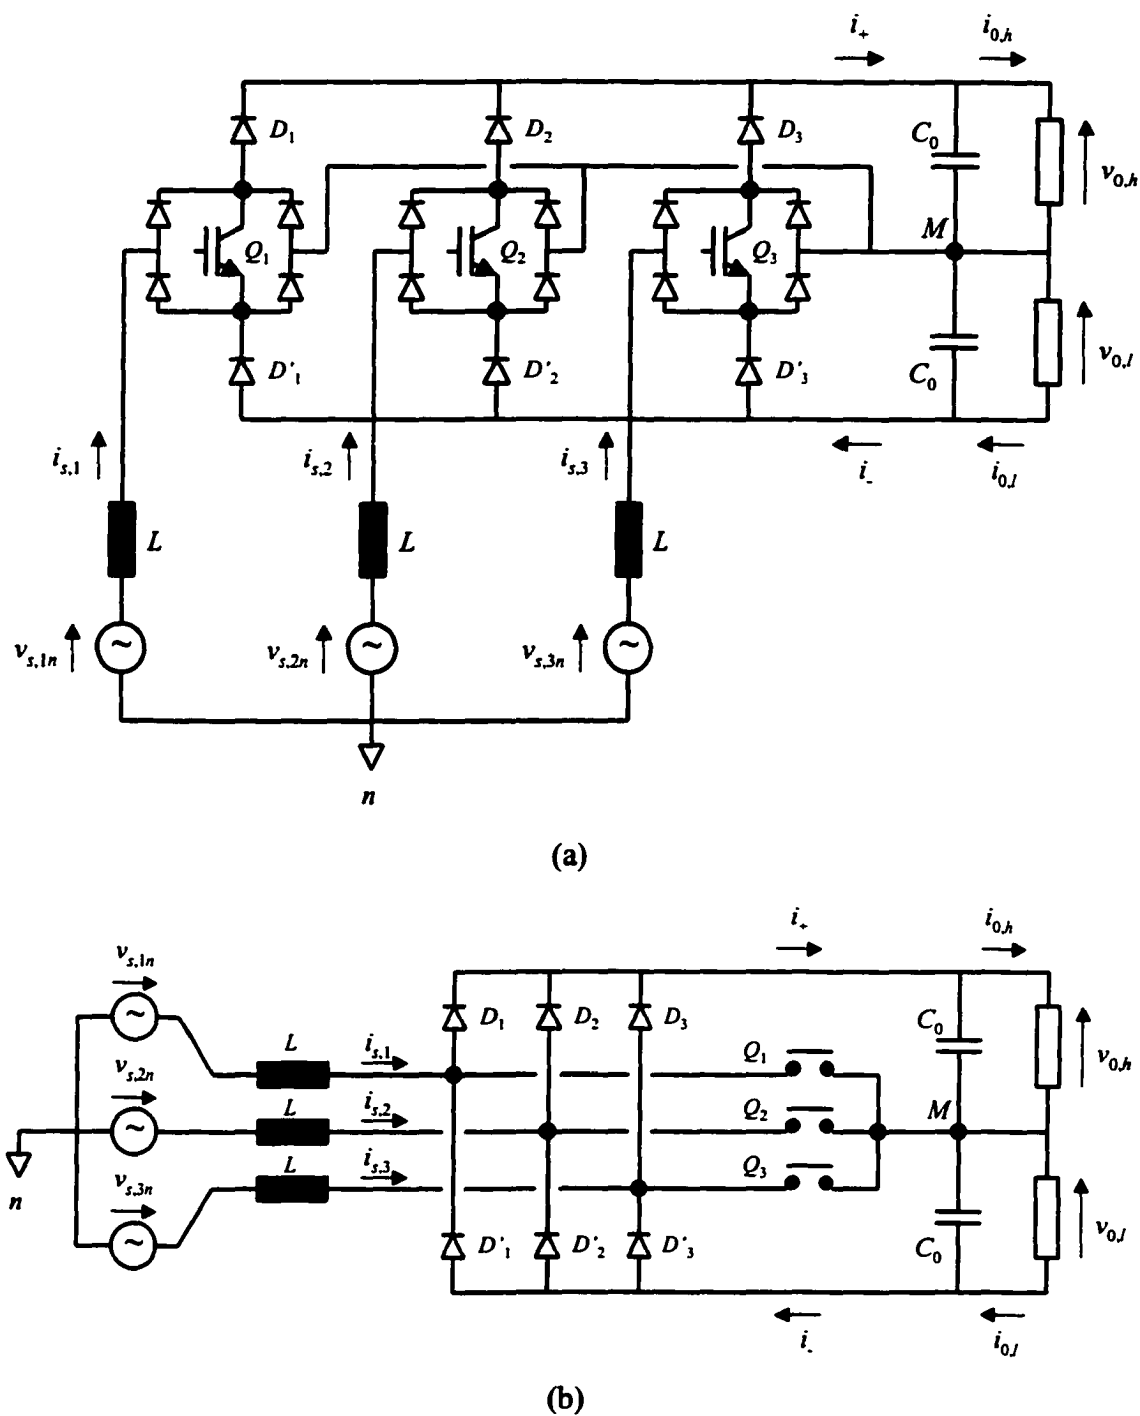 i₊ i₀,ₕ
D₁ D₂ D₃ C₀ v₀,ₕ
Q₁ Q₂ Q₃ M
D'₁ D'₂ D'₃ C₀ v₀,ₗ
iₛ,₁ iₛ,₂ iₛ,₃ i₋ i₀,ₗ
L L L
vₛ,₁ₙ vₛ,₂ₙ vₛ,₃ₙ
~ ~ ~
n
(a)
i₊ i₀,ₕ
vₛ,₁ₙ
~ D₁ D₂ D₃ C₀
L iₛ,₁ Q₁ v₀,ₕ
vₛ,₂ₙ
~ L iₛ,₂ Q₂ M
n vₛ,₃ₙ L iₛ,₃ Q₃
~ D'₁ D'₂ D'₃ C₀ v₀,ₗ
i₋ i₀,ₗ
(b)